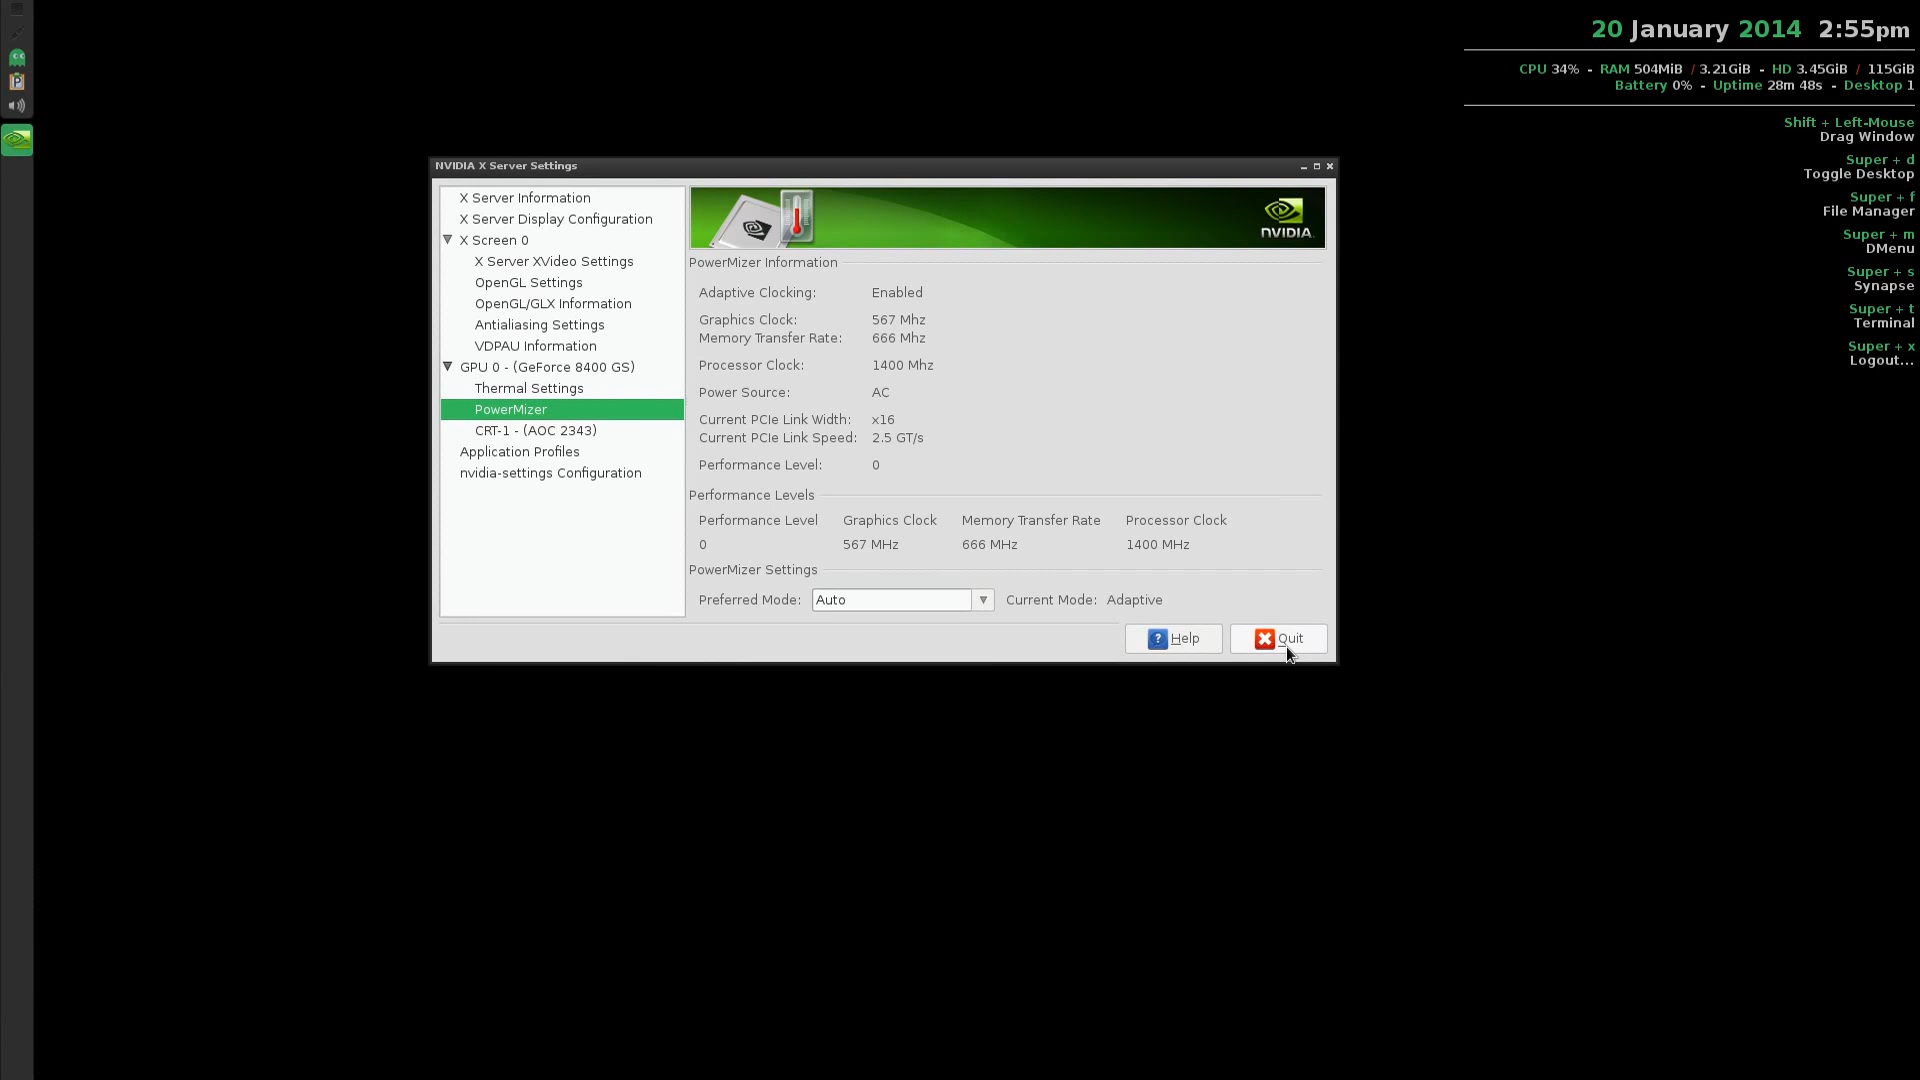 20 January 2014 2:55pm
CPU 34% - RAM 504MiB / 3.21GiB - HD 3.45GiB / 115GiB
Battery 0% - Uptime 28m 48s - Desktop 1
Shift + Left-Mouse
Drag Window
Super + d
Toggle Desktop
Super + f
File Manager
Super + m
DMenu
Super + s
Synapse
Super + t
Terminal
Super + x
Logout...
NVIDIA X Server Settings
X Server Information
X Server Display Configuration
X Screen 0
X Server XVideo Settings
OpenGL Settings
OpenGL/GLX Information
Antialiasing Settings
VDPAU Information
GPU 0 - (GeForce 8400 GS)
Thermal Settings
PowerMizer
CRT-1 - (AOC 2343)
Application Profiles
nvidia-settings Configuration
NVIDIA.
PowerMizer Information
Adaptive Clocking: Enabled
Graphics Clock: 567 Mhz
Memory Transfer Rate: 666 Mhz
Processor Clock: 1400 Mhz
Power Source: AC
Current PCIe Link Width: x16
Current PCIe Link Speed: 2.5 GT/s
Performance Level: 0
Performance Levels
Performance Level Graphics Clock Memory Transfer Rate Processor Clock
0 567 MHz 666 MHz 1400 MHz
PowerMizer Settings
Preferred Mode: Auto Current Mode: Adaptive
Help Quit